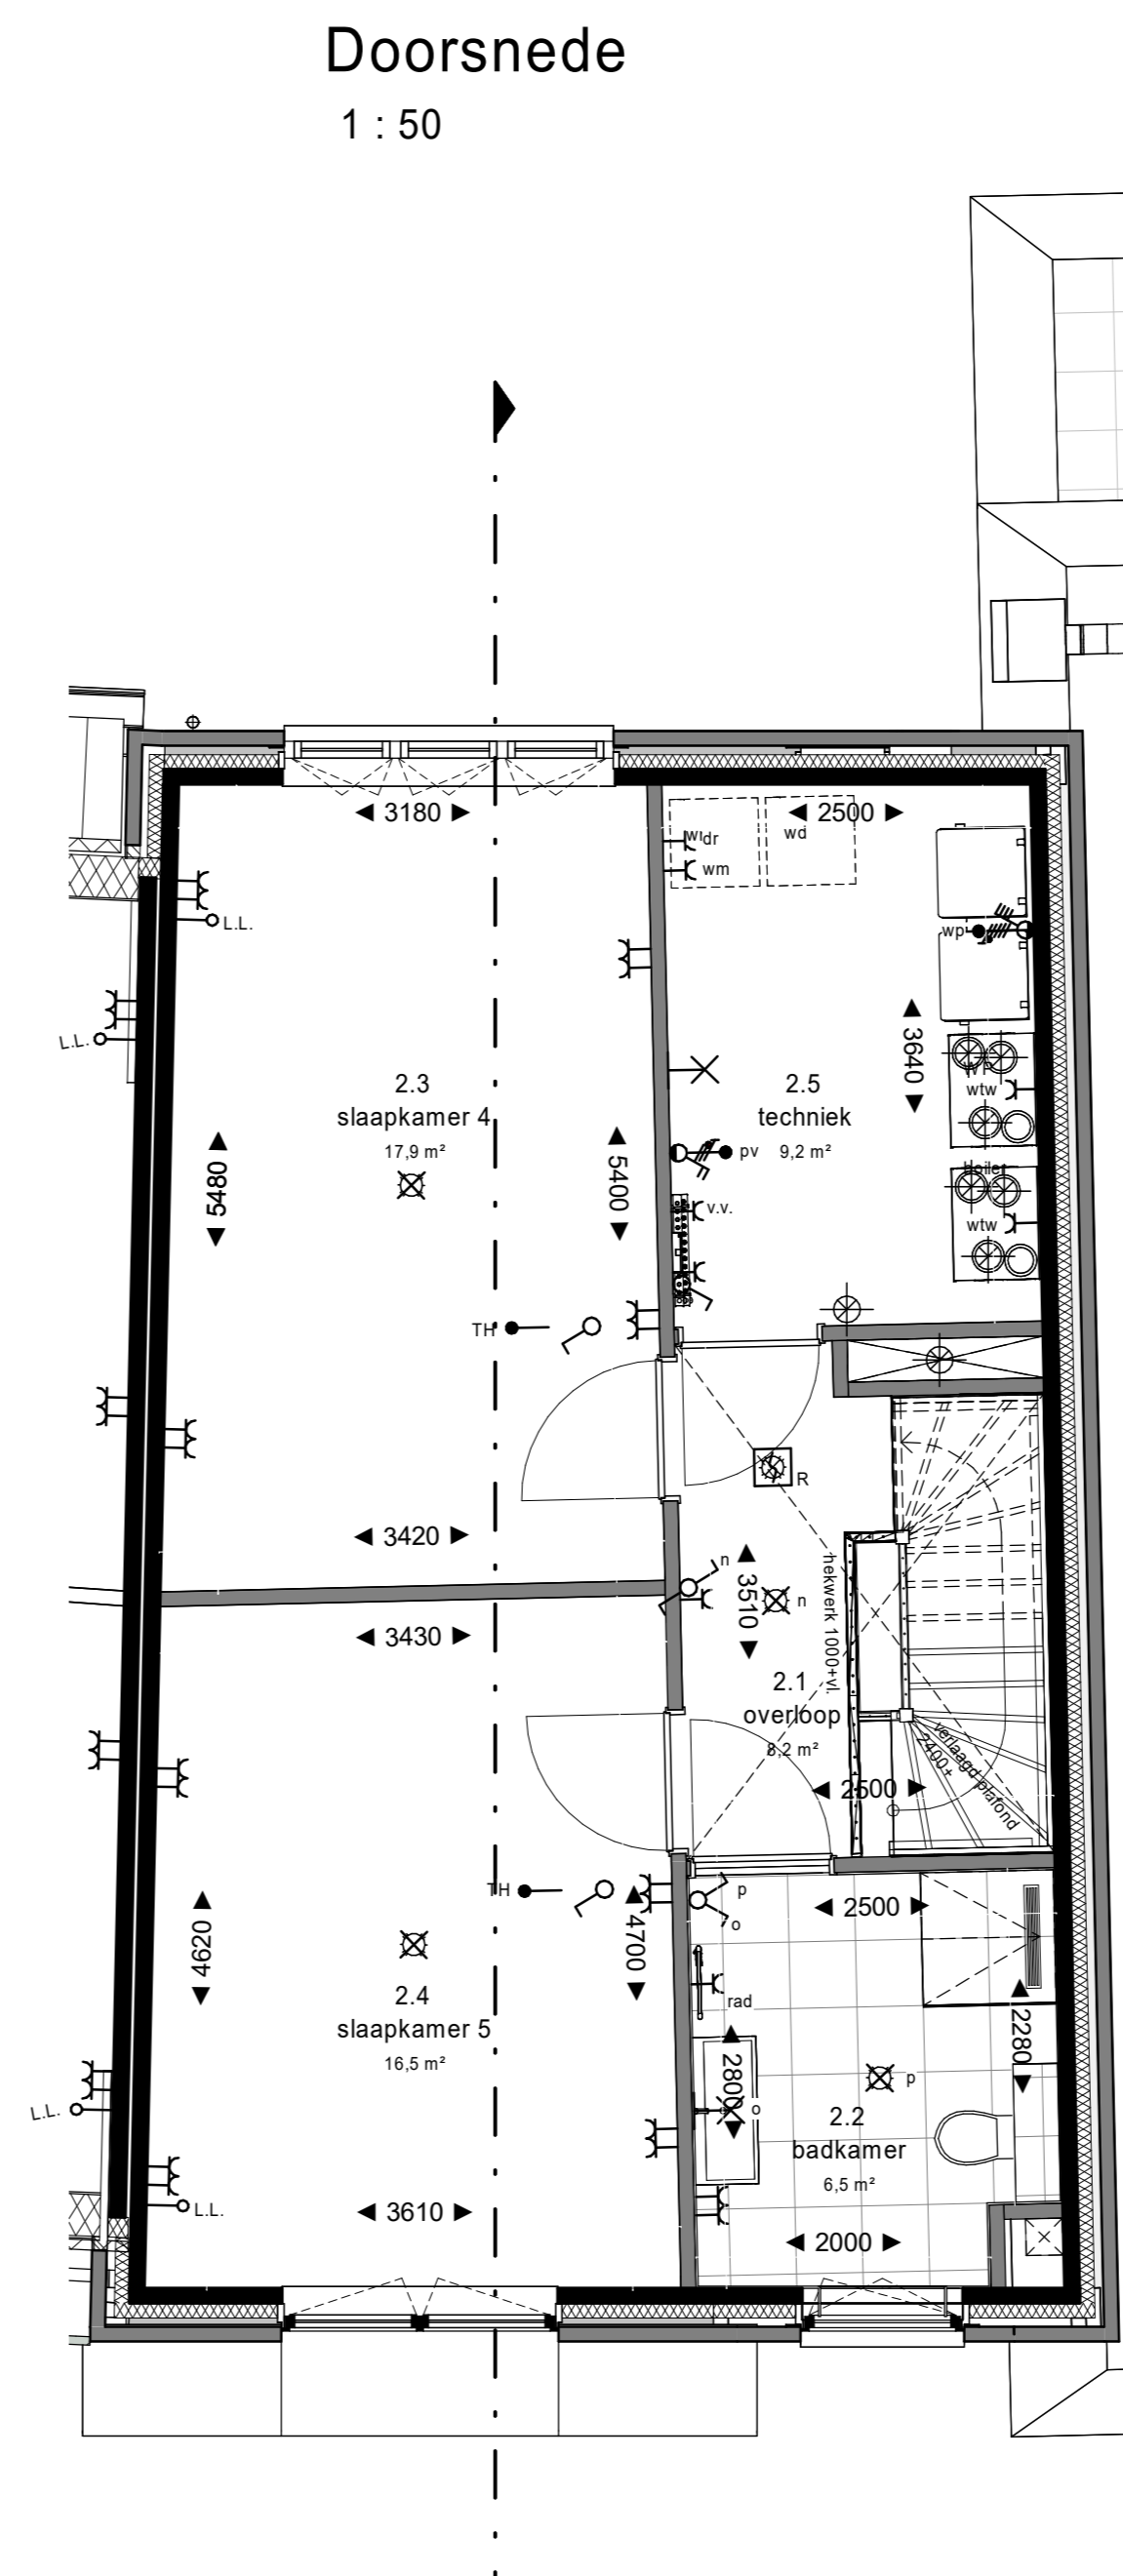 Doorsnede
1 : 50
3180
2500
dr
wd
wm
L.L.
wp
L.L.
3640
2.3
slaapkamer 4
17,9 m²
2.5
techniek
9,2 m²
WP
wtw
pv
5480
5400
v.v.
boiler
wtw
TH
R
3420
n
3510
n
hekwerk 1000+vl.
3430
2.1
overloop
8,2 m²
verlaagd plafond
2400+
2500
TH
p
o
2500
4620
4700
2.4
slaapkamer 5
16,5 m²
rad
2280
2800
p
o
2.2
badkamer
6,5 m²
L.L.
L.L.
3610
2000